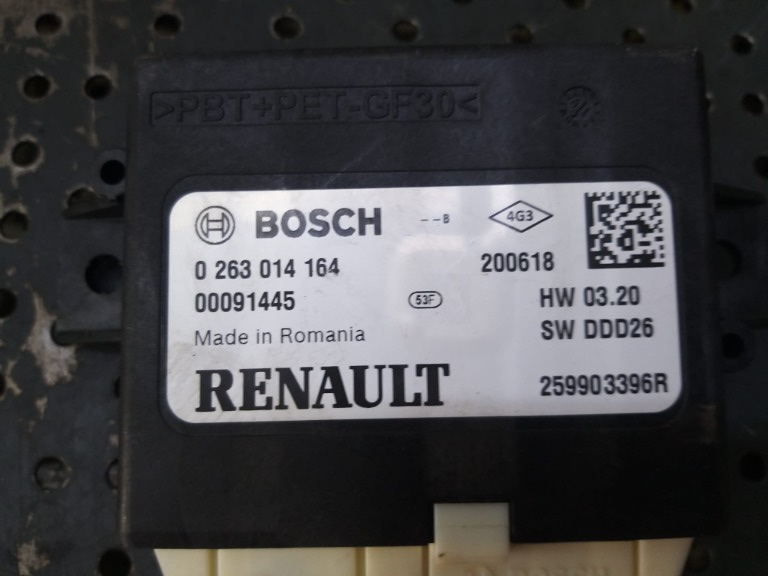 >PBT+PET-GF30<
BOSCH --B 4G3
0 263 014 164 200618
00091445 53F HW 03.20
Made in Romania SW DDD26
RENAULT 259903396R
BOSCH